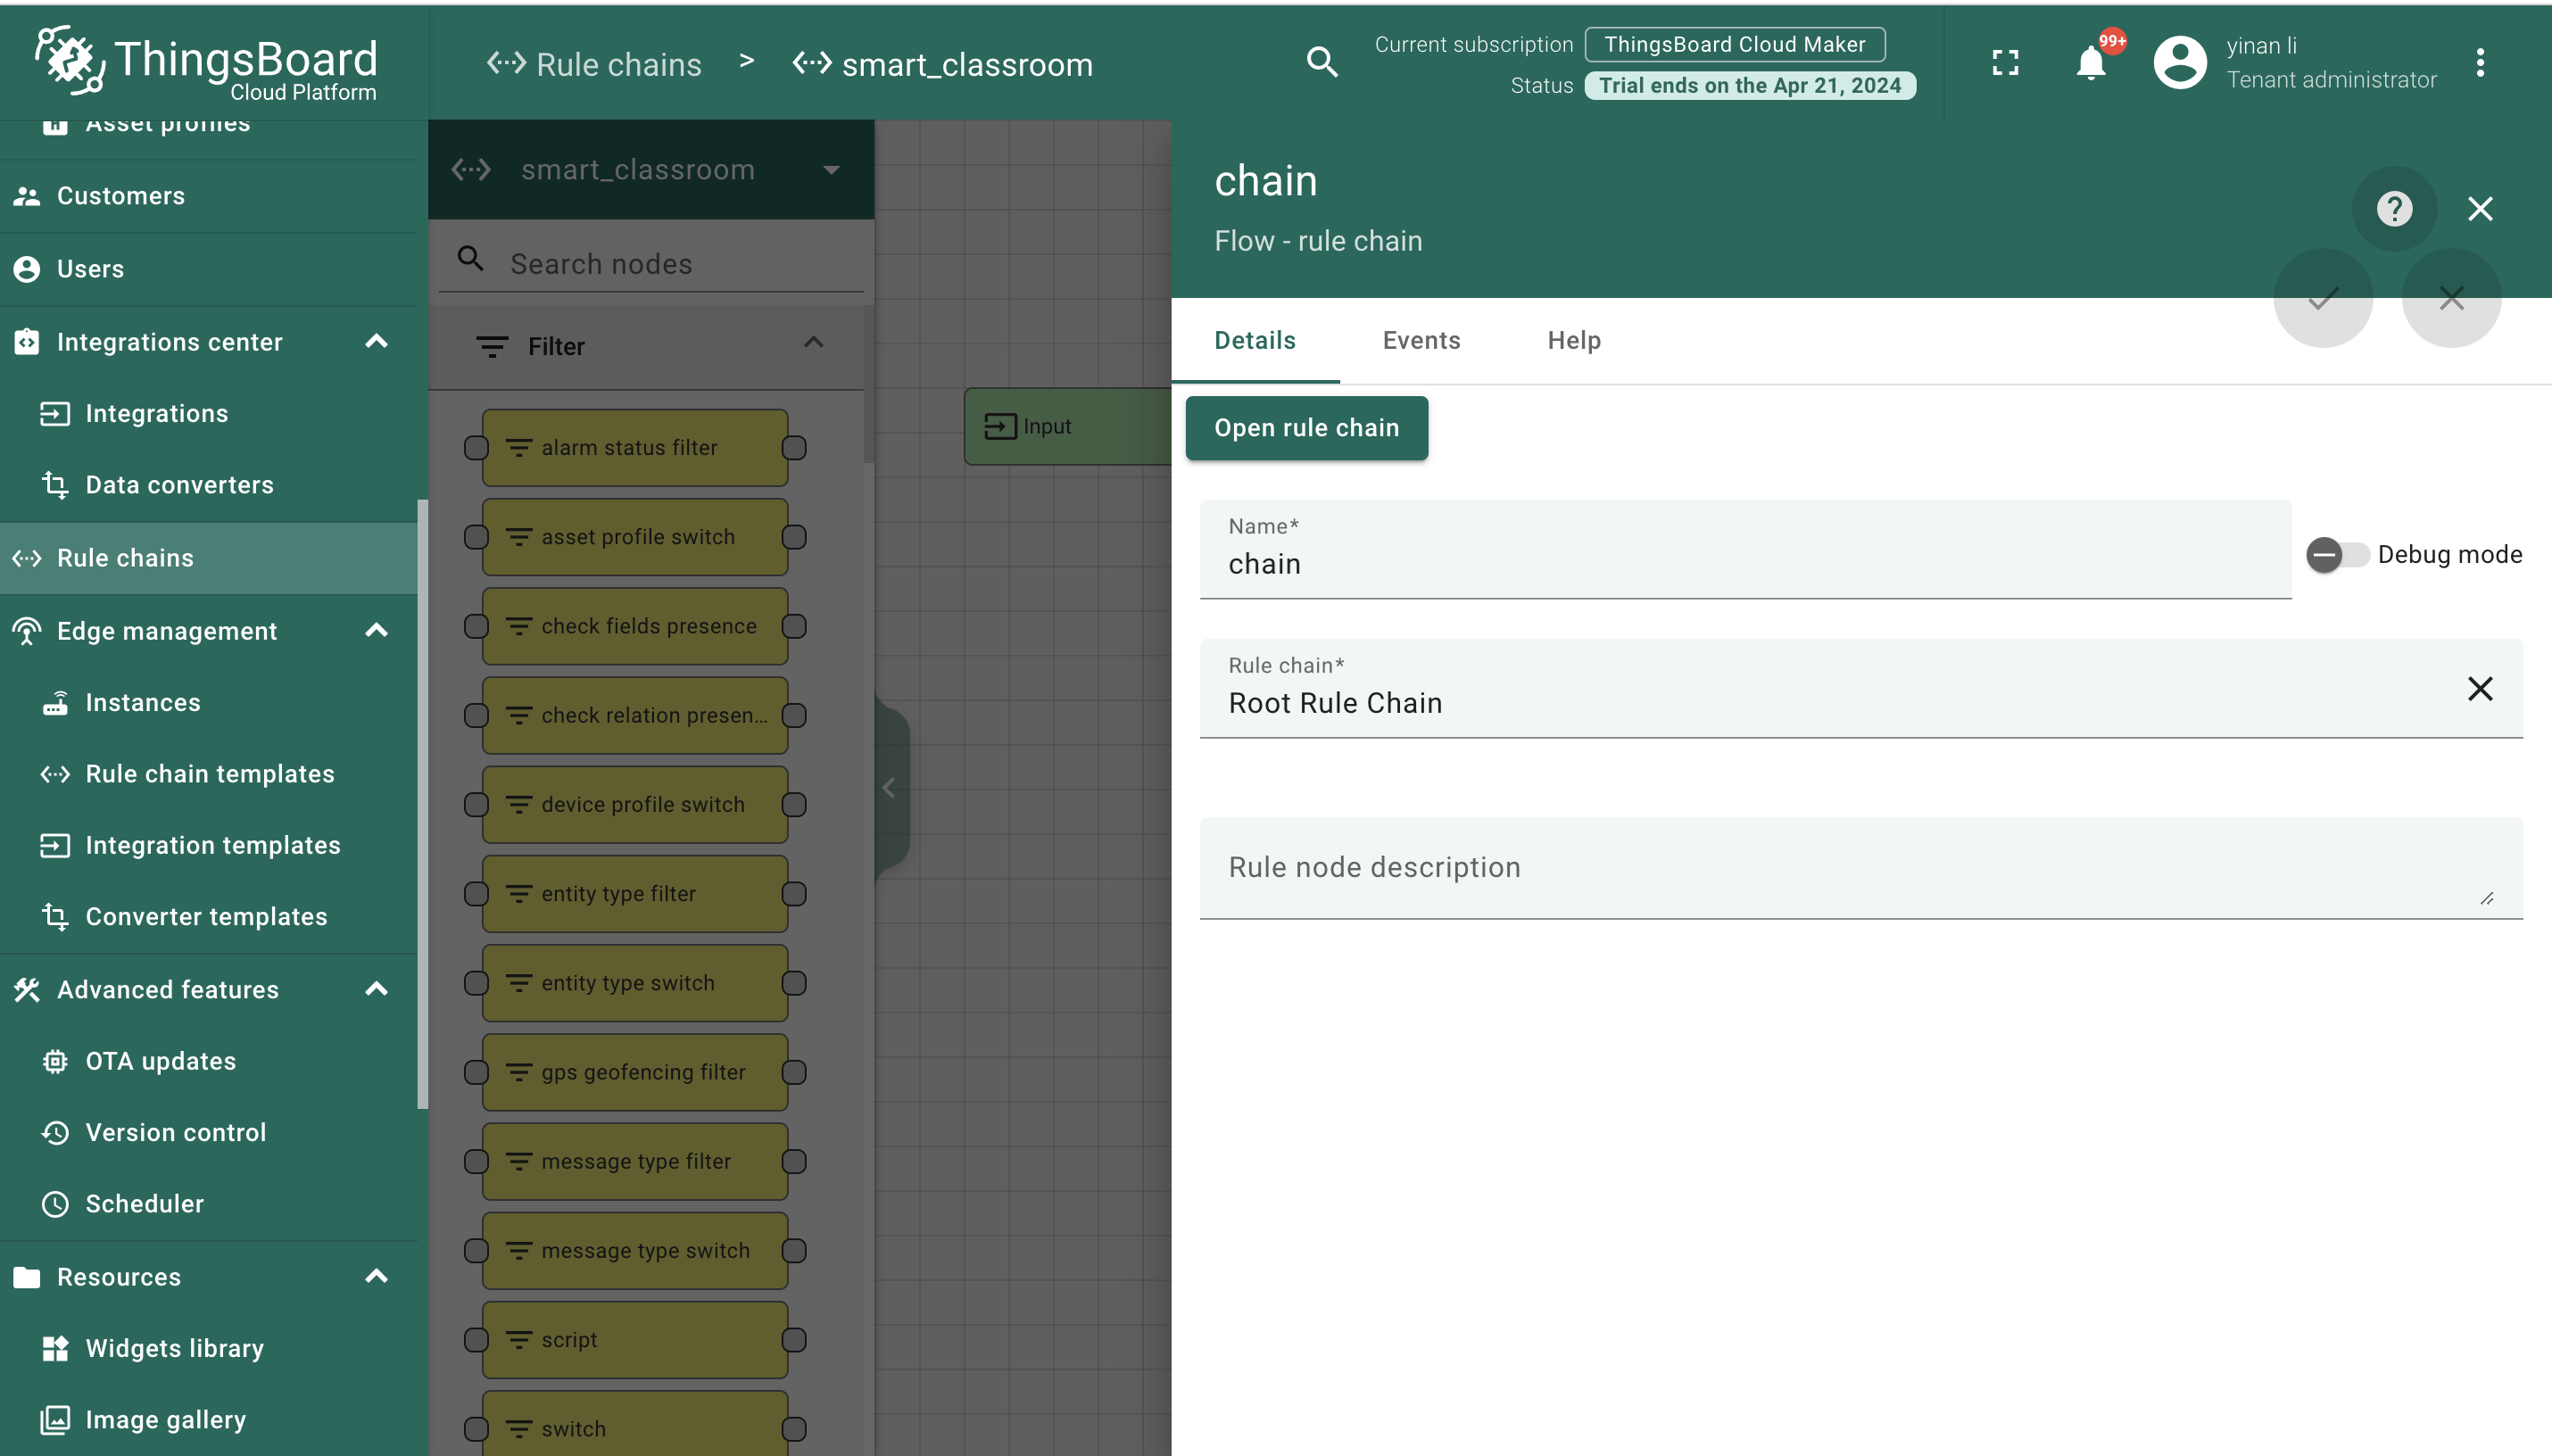 ThingsBoard
Cloud Platform
Rule chains > smart_classroom
Current subscription ThingsBoard Cloud Maker
Status Trial ends on the Apr 21, 2024
99+
yinan li
Tenant administrator
Asset profiles
Customers
Users
Integrations center
Integrations
Data converters
Rule chains
Edge management
Instances
Rule chain templates
Integration templates
Converter templates
Advanced features
OTA updates
Version control
Scheduler
Resources
Widgets library
Image gallery
smart_classroom
Search nodes
Filter
alarm status filter
asset profile switch
check fields presence
check relation presen...
device profile switch
entity type filter
entity type switch
gps geofencing filter
message type filter
message type switch
script
switch
Input
chain
Flow - rule chain
Details Events Help
Open rule chain
Name*
chain
Debug mode
Rule chain*
Root Rule Chain
Rule node description